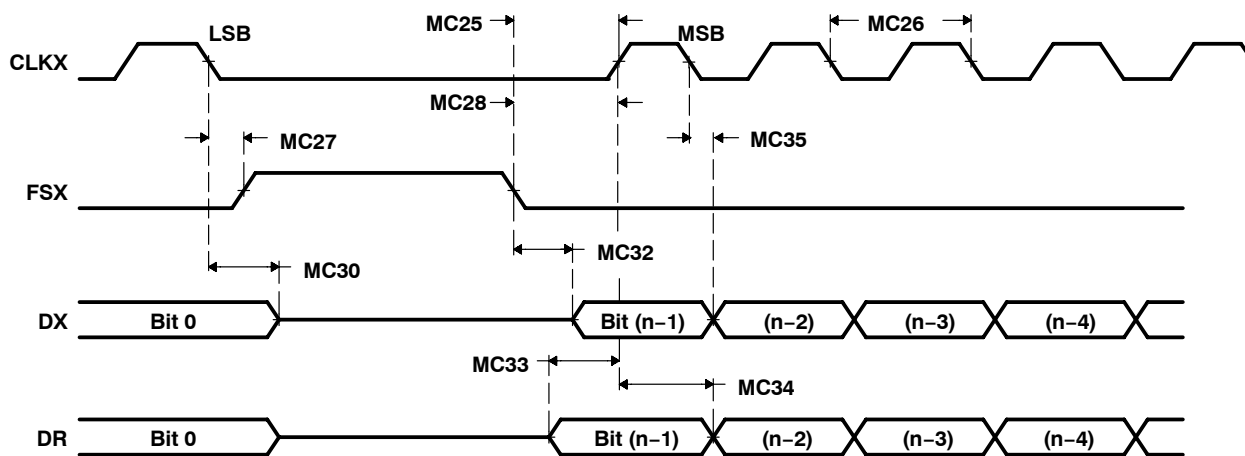 MC25
LSB
MSB
MC26
CLKX
MC28
MC27
MC35
FSX
MC32
MC30
DX
Bit 0
Bit (n−1)
(n−2)
(n−3)
(n−4)
MC33
MC34
DR
Bit 0
Bit (n−1)
(n−2)
(n−3)
(n−4)